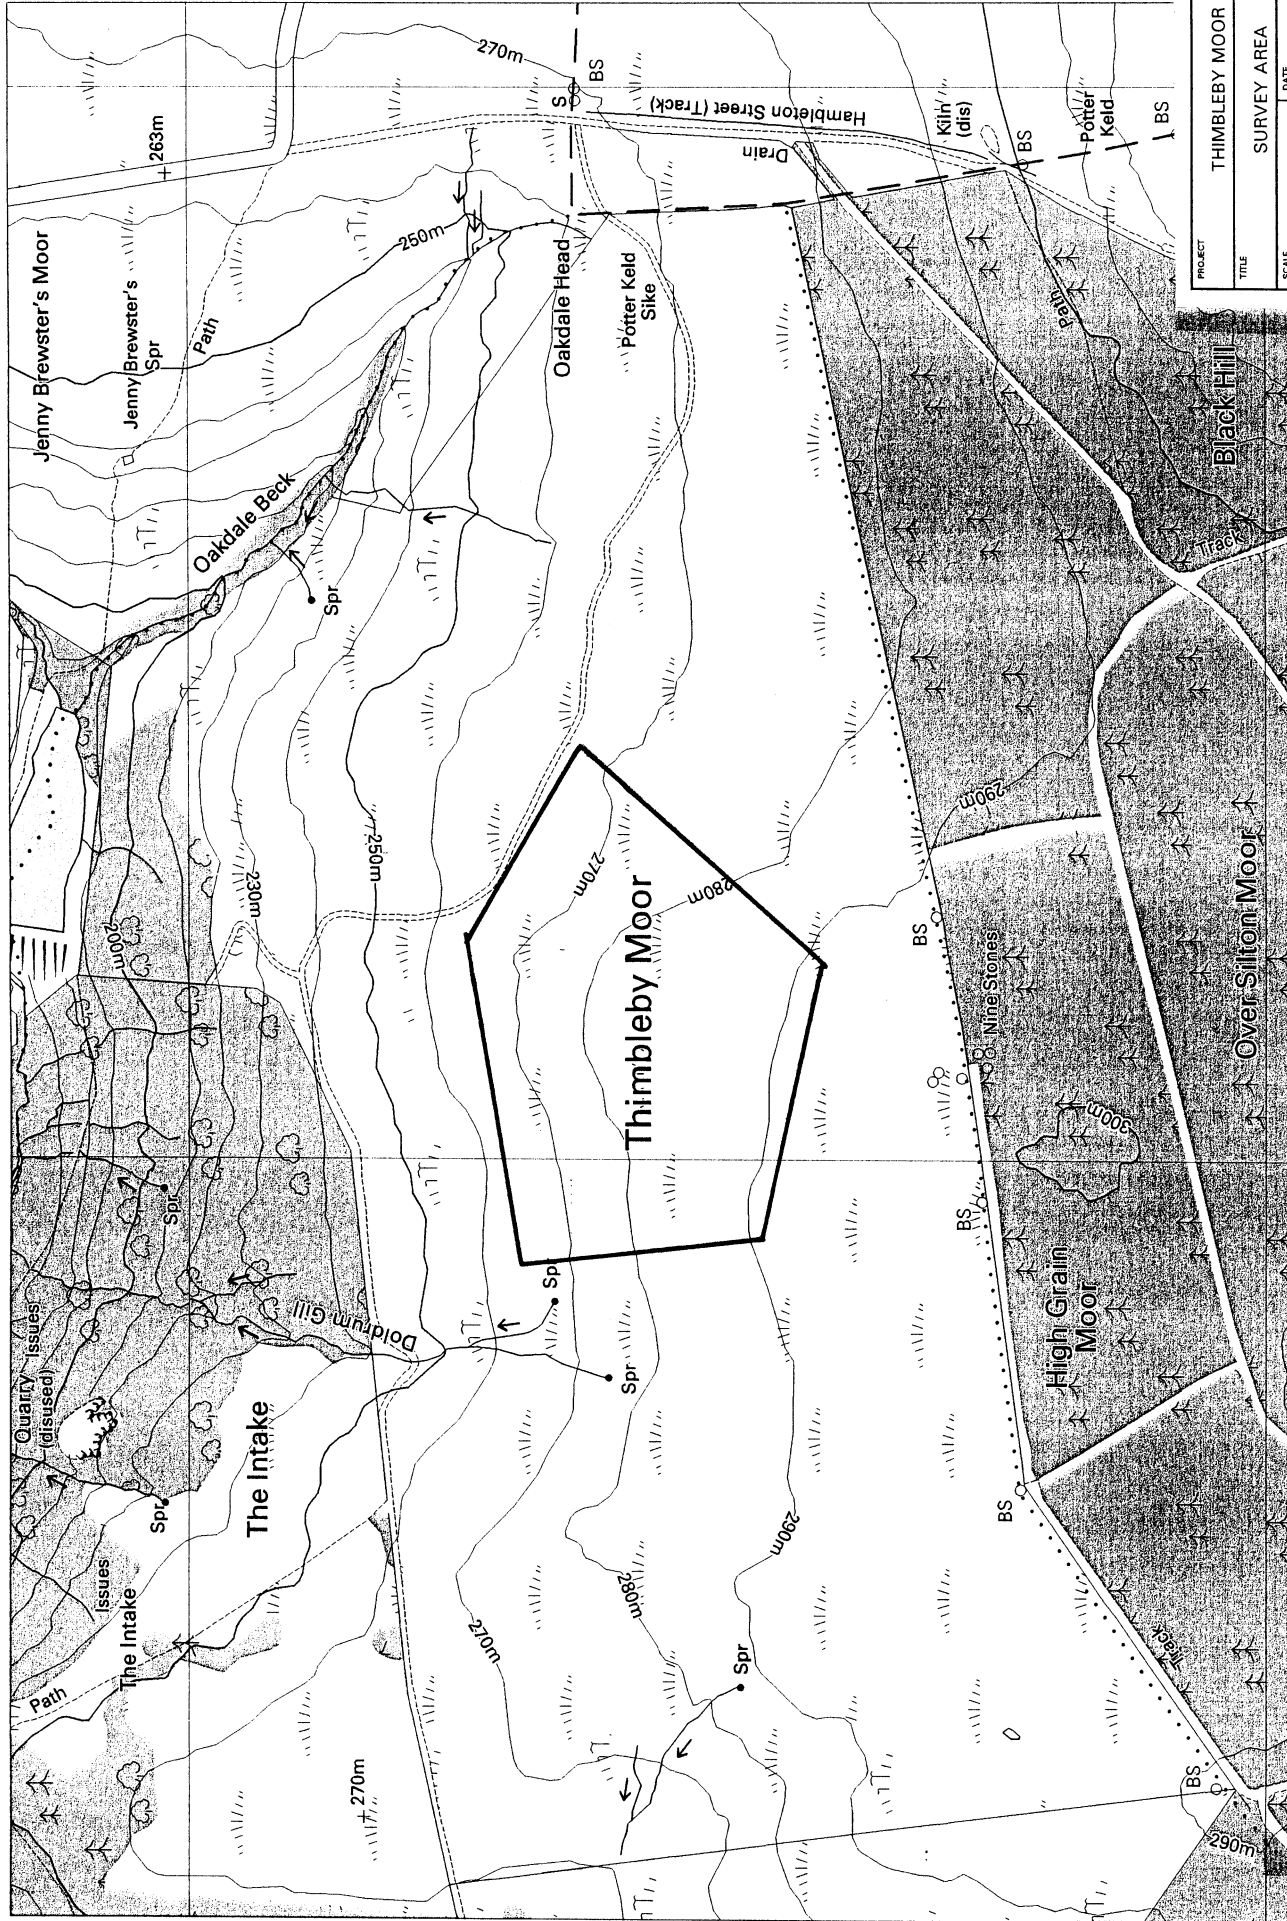 Jenny Brewster's Moor
Jenny Brewster's
Spr
Path
263m
270m
S
BS
250m
Oakdale Head
Potter Keld
Sike
Hambleton Street (Track)
Drain
Kiln
(dis)
BS
Potter
Keld
BS
PROJECT
THIMBLEBY MOOR
TITLE
SURVEY AREA
SCALE
DATE
Oakdale Beck
Spr
Path
Black Hill
Track
200m
230m
250m
270m
280m
Thimbleby Moor
290m
BS
Nine Stones
Over Silton Moor
Spr
Quarry
(disused)
Issues
Doldrum Gill
Spr
Spr
BS
300m
High Grain
Moor
The Intake
Spr
Issues
The Intake
Path
270m
280m
290m
BS
Spr
Track
270m
BS
290m